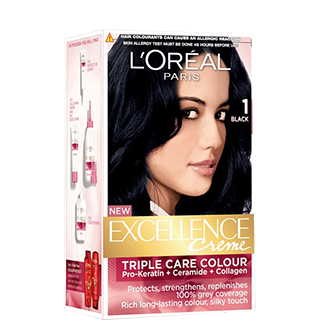 HAIR COLOURANTS CAN CAUSE AN ALLERGIC REACTION
SKIN ALLERGY TEST MUST BE DONE 48 HOURS BEFORE USE
L'ORÉAL
PARIS
1
BLACK
NEW
EXCELLENCE
Creme
TRIPLE CARE COLOUR
Pro-Keratin + Ceramide + Collagen
Protects, strengthens, replenishes
100% grey coverage
Rich long-lasting colour, silky touch